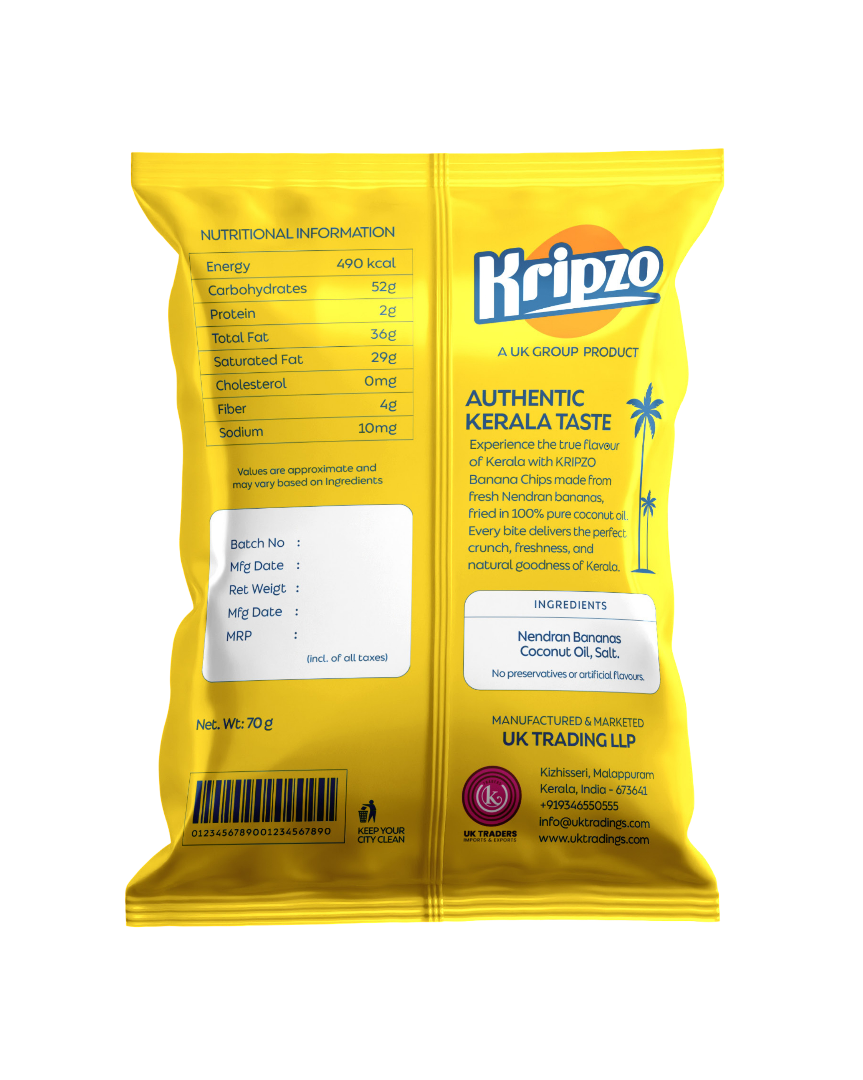 NUTRITIONAL INFORMATION
Energy 490 kcal
Carbohydrates 52g
Protein 2g
Total Fat 36g
Saturated Fat 29g
Cholesterol 0mg
Fiber 4g
Sodium 10mg
Values are approximate and
may vary based on Ingredients
Batch No :
Mfg Date :
Ret Weigt :
Mfg Date :
MRP :
(incl. of all taxes)
Net. Wt: 70 g
0123456789001234567890
KEEP YOUR
CITY CLEAN
Kripzo
A UK GROUP PRODUCT
AUTHENTIC
KERALA TASTE
Experience the true flavour
of Kerala with KRIPZO
Banana Chips made from
fresh Nendran bananas,
fried in 100% pure coconut oil.
Every bite delivers the perfect
crunch, freshness, and
natural goodness of Kerala.
INGREDIENTS
Nendran Bananas
Coconut Oil, Salt.
No preservatives or artificial flavours.
MANUFACTURED & MARKETED
UK TRADING LLP
k
UK TRADERS
IMPORTS & EXPORTS
Kizhisseri, Malappuram
Kerala, India - 673641
+919346550555
info@uktradings.com
www.uktradings.com